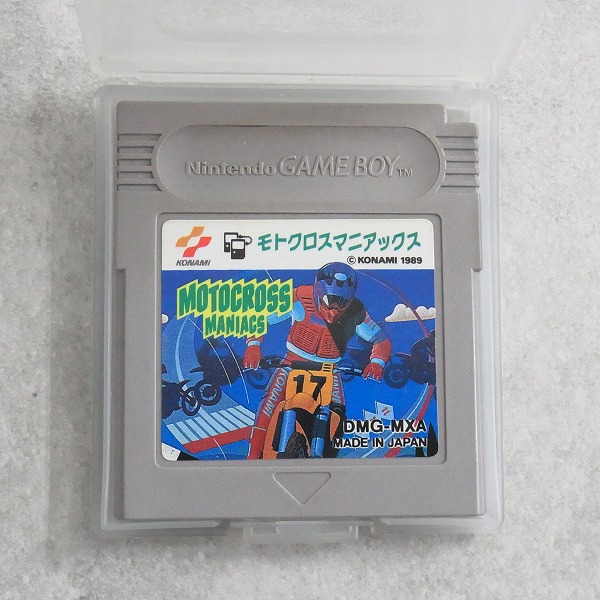 Nintendo GAME BOY™
KONAMI
モトクロスマニアックス
© KONAMI 1989
MOTOCROSS
MANIACS
KONAMI
17
DMG-MXA
MADE IN JAPAN